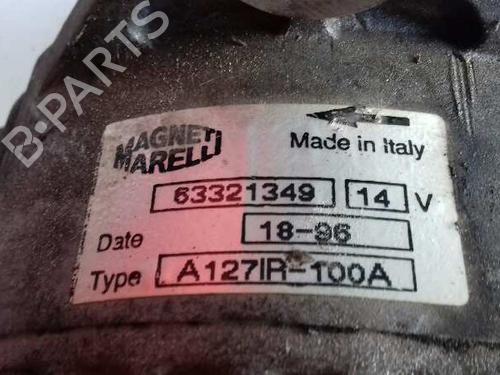 B-PARTS
MAGNETI
MARELLI
Made in Italy
63321349 14 V
Date 18-96
Type A127IR-100A